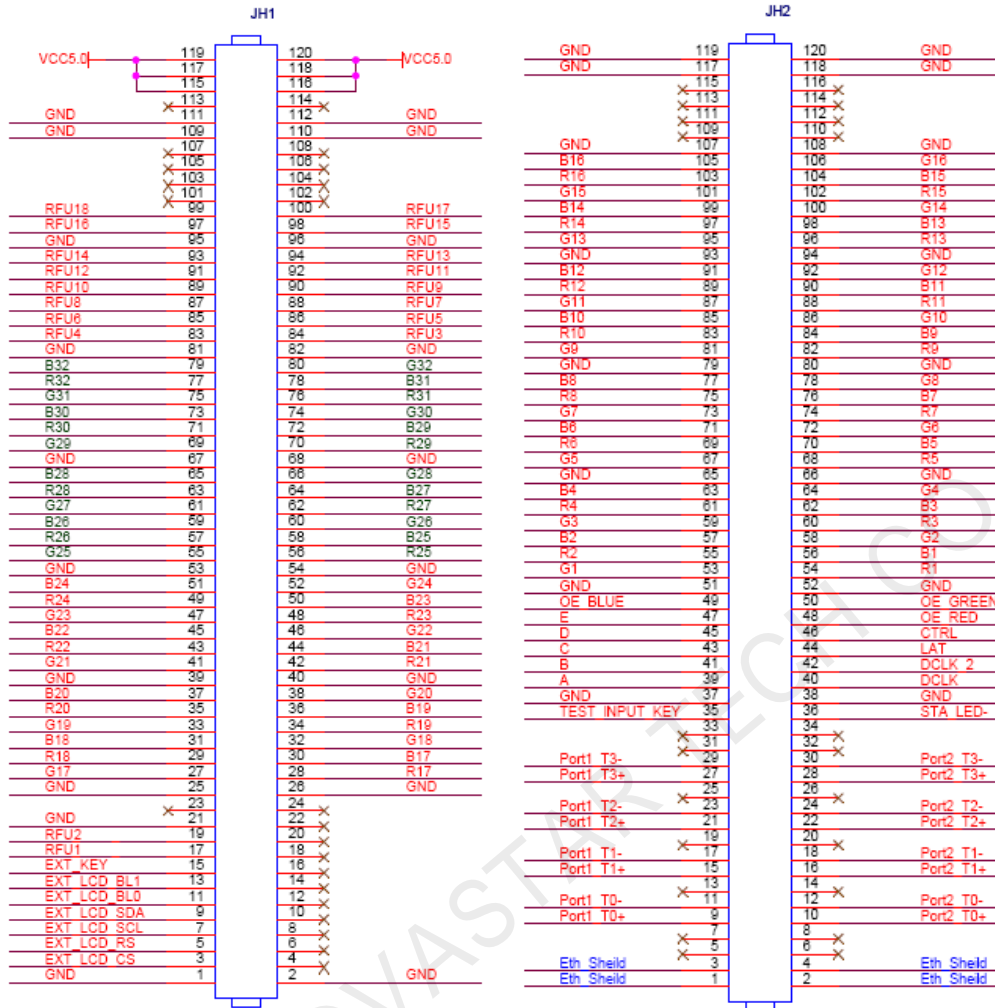 JH1
VCC5.0 119 120 VCC5.0
117 118
115 116
113 114
GND 111 112 GND
GND 109 110 GND
107 108
105 106
103 104
101 102
RFU18 99 100 RFU17
RFU16 97 98 RFU15
GND 95 96 GND
RFU14 93 94 RFU13
RFU12 91 92 RFU11
RFU10 89 90 RFU9
RFU8 87 88 RFU7
RFU6 85 86 RFU5
RFU4 83 84 RFU3
GND 81 82 GND
B32 79 80 G32
R32 77 78 B31
G31 75 76 R31
B30 73 74 G30
R30 71 72 B29
G29 69 70 R29
GND 67 68 GND
B28 65 66 G28
R28 63 64 B27
G27 61 62 R27
B26 59 60 G26
R26 57 58 B25
G25 55 56 R25
GND 53 54 GND
B24 51 52 G24
R24 49 50 B23
G23 47 48 R23
B22 45 46 G22
R22 43 44 B21
G21 41 42 R21
GND 39 40 GND
B20 37 38 G20
R20 35 36 B19
G19 33 34 R19
B18 31 32 G18
R18 29 30 B17
G17 27 28 R17
GND 25 26 GND
23 24
GND 21 22
RFU2 19 20
RFU1 17 18
EXT_KEY 15 16
EXT_LCD_BL1 13 14
EXT_LCD_BL0 11 12
EXT_LCD_SDA 9 10
EXT_LCD_SCL 7 8
EXT_LCD_RS 5 6
EXT_LCD_CS 3 4
GND 1 2 GND
JH2
GND 119 120 GND
GND 117 118 GND
115 116
113 114
111 112
109 110
GND 107 108 GND
B16 105 106 G16
R16 103 104 B15
G15 101 102 R15
B14 99 100 G14
R14 97 98 B13
G13 95 96 R13
GND 93 94 GND
B12 91 92 G12
R12 89 90 B11
G11 87 88 R11
B10 85 86 G10
R10 83 84 B9
G9 81 82 R9
GND 79 80 GND
B8 77 78 G8
R8 75 76 B7
G7 73 74 R7
B6 71 72 G6
R6 69 70 B5
G5 67 68 R5
GND 65 66 GND
B4 63 64 G4
R4 61 62 B3
G3 59 60 R3
B2 57 58 G2
R2 55 56 B1
G1 53 54 R1
GND 51 52 GND
OE_BLUE 49 50 OE_GREEN
E 47 48 OE_RED
D 45 46 CTRL
C 43 44 LAT
B 41 42 DCLK_2
A 39 40 DCLK
GND 37 38 GND
TEST_INPUT_KEY 35 36 STA_LED-
33 34
31 32
Port1_T3- 29 30 Port2_T3-
Port1_T3+ 27 28 Port2_T3+
25 26
Port1_T2- 23 24 Port2_T2-
Port1_T2+ 21 22 Port2_T2+
19 20
Port1_T1- 17 18 Port2_T1-
Port1_T1+ 15 16 Port2_T1+
13 14
Port1_T0- 11 12 Port2_T0-
Port1_T0+ 9 10 Port2_T0+
7 8
5 6
Eth_Sheild 3 4 Eth_Sheild
Eth_Sheild 1 2 Eth_Sheild
OVASTAR TECH CO